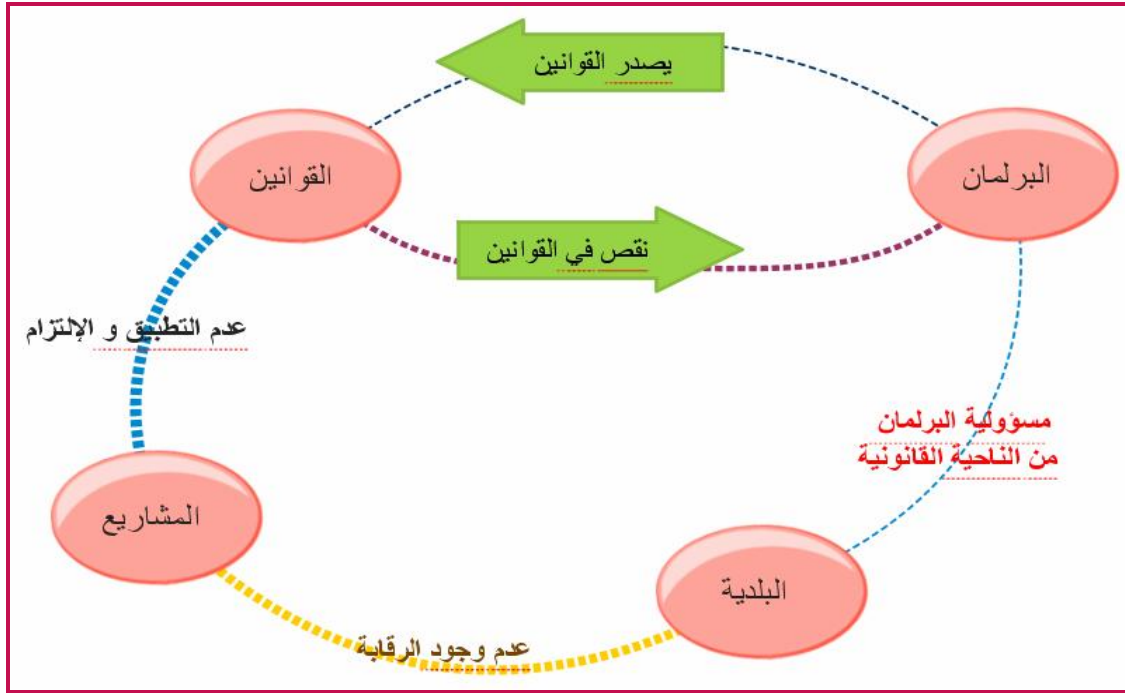 يصدر القوانين
البرلمان
القوانين
نقص في القوانين
عدم التطبيق و الإلتزام
مسؤولية البرلمان
من الناحية القانونية
المشاريع
البلدية
عدم وجود الرقابة